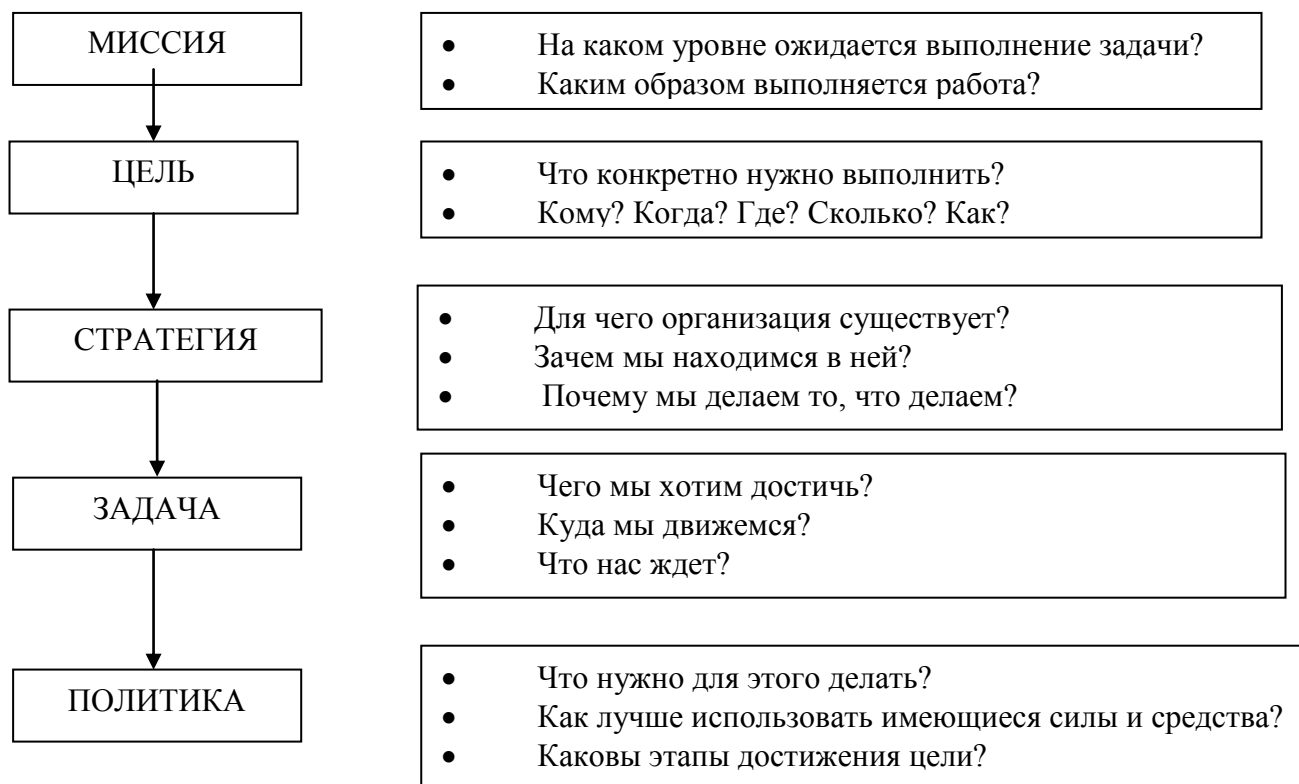 МИССИЯ
• На каком уровне ожидается выполнение задачи?
• Каким образом выполняется работа?
ЦЕЛЬ
• Что конкретно нужно выполнить?
• Кому? Когда? Где? Сколько? Как?
СТРАТЕГИЯ
• Для чего организация существует?
• Зачем мы находимся в ней?
• Почему мы делаем то, что делаем?
ЗАДАЧА
• Чего мы хотим достичь?
• Куда мы движемся?
• Что нас ждет?
ПОЛИТИКА
• Что нужно для этого делать?
• Как лучше использовать имеющиеся силы и средства?
• Каковы этапы достижения цели?